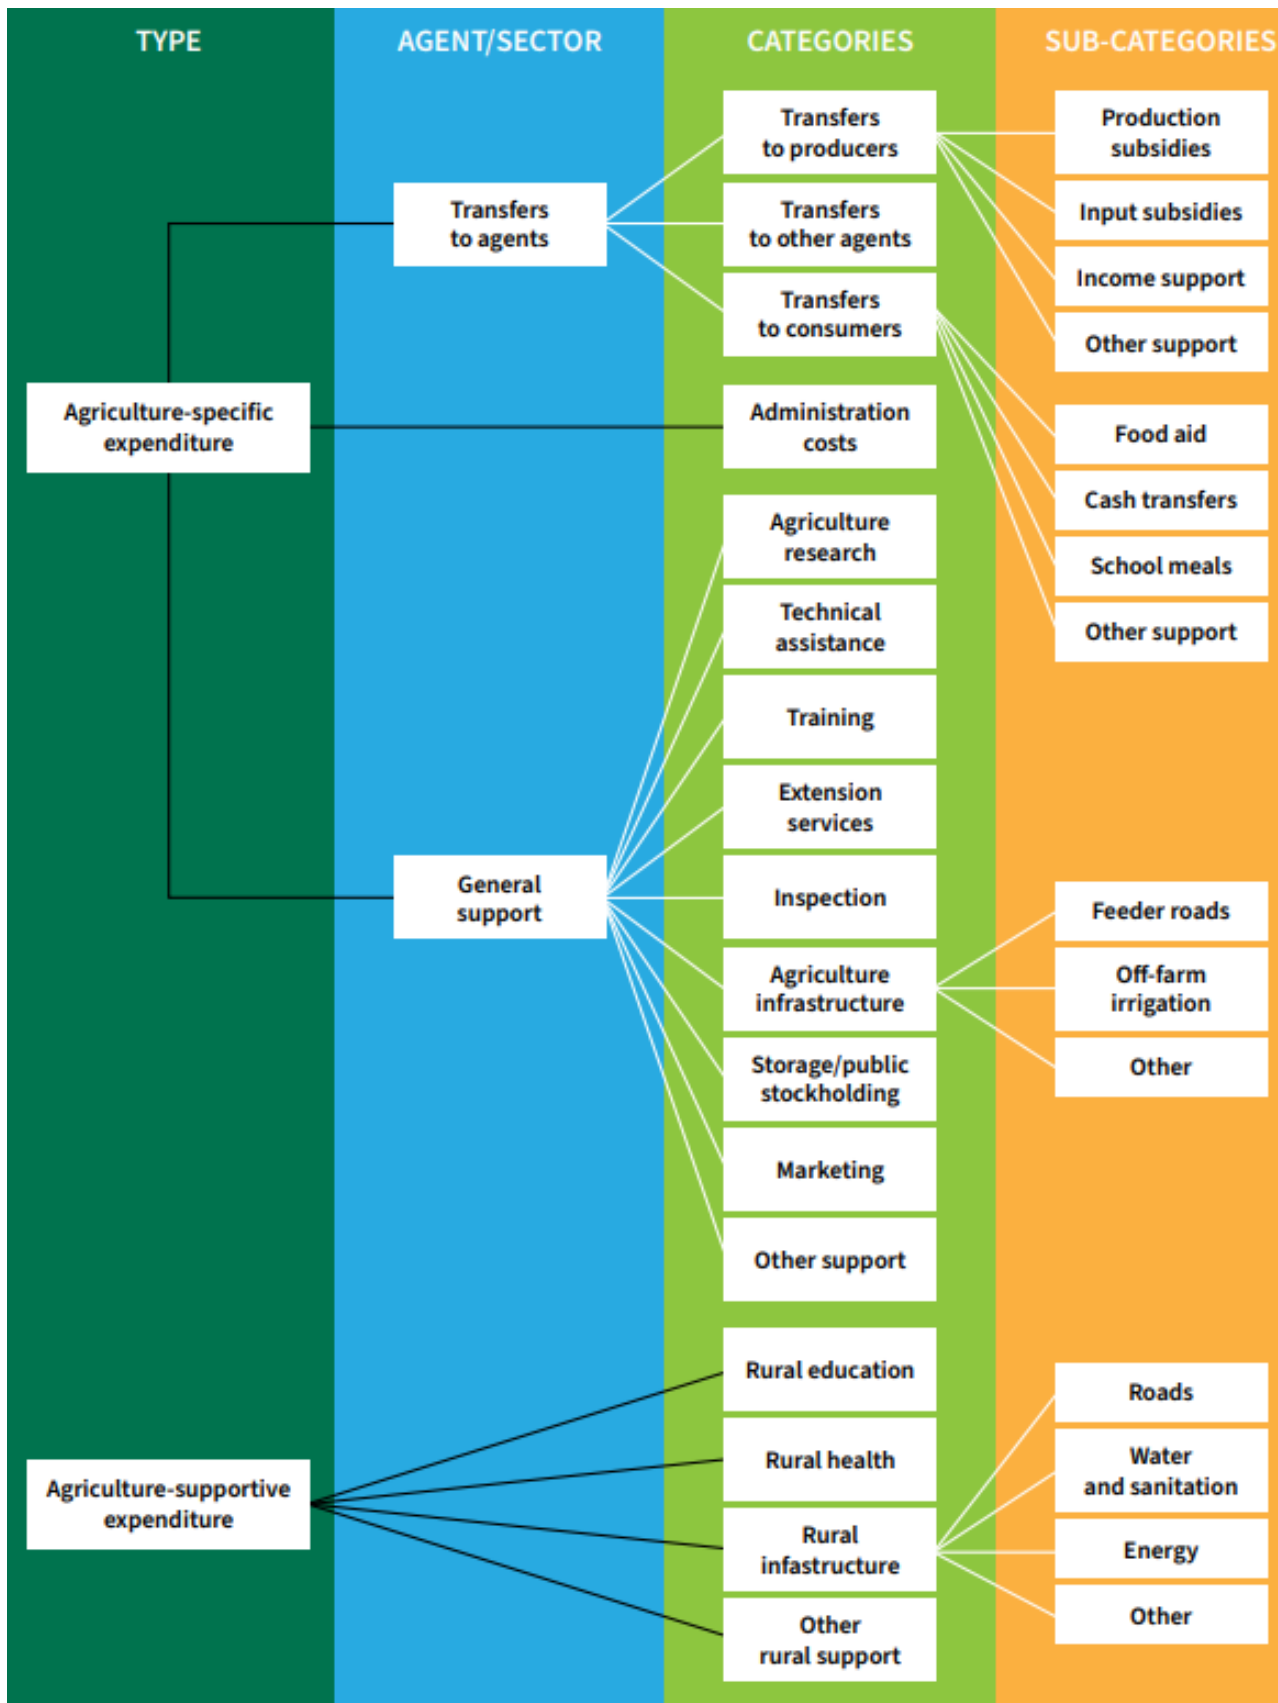 TYPE
AGENT/SECTOR
CATEGORIES
SUB-CATEGORIES
Agriculture-specific
expenditure
Agriculture-supportive
expenditure
Transfers
to agents
General
support
Transfers
to producers
Transfers
to other agents
Transfers
to consumers
Administration
costs
Agriculture
research
Technical
assistance
Training
Extension
services
Inspection
Agriculture
infrastructure
Storage/public
stockholding
Marketing
Other support
Rural education
Rural health
Rural
infastructure
Other
rural support
Production
subsidies
Input subsidies
Income support
Other support
Food aid
Cash transfers
School meals
Other support
Feeder roads
Off-farm
irrigation
Other
Roads
Water
and sanitation
Energy
Other